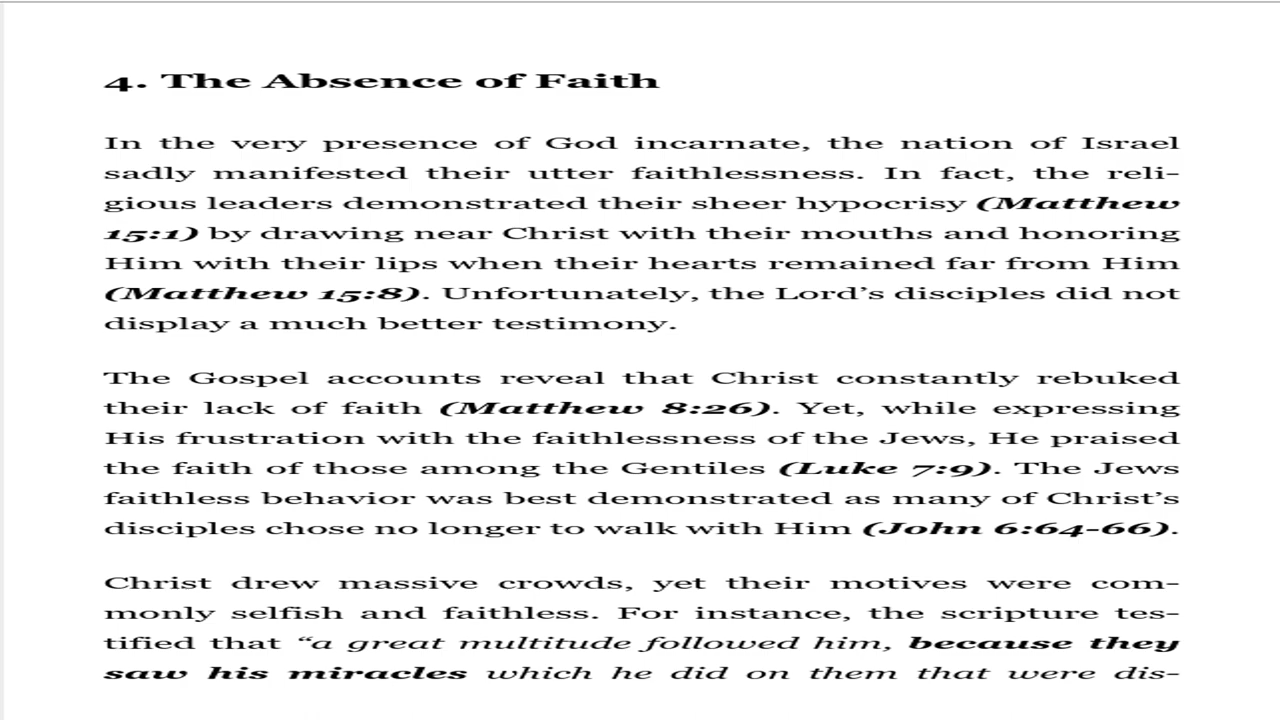 4. The Absence of Faith
In the very presence of God incarnate, the nation of Israel
sadly manifested their utter faithlessness. In fact, the reli-
gious leaders demonstrated their sheer hypocrisy (Matthew
15:1) by drawing near Christ with their mouths and honoring
Him with their lips when their hearts remained far from Him
(Matthew 15:8). Unfortunately, the Lord’s disciples did not
display a much better testimony.
The Gospel accounts reveal that Christ constantly rebuked
their lack of faith (Matthew 8:26). Yet, while expressing
His frustration with the faithlessness of the Jews, He praised
the faith of those among the Gentiles (Luke 7:9). The Jews
faithless behavior was best demonstrated as many of Christ’s
disciples chose no longer to walk with Him (John 6:64-66).
Christ drew massive crowds, yet their motives were com-
monly selfish and faithless. For instance, the scripture tes-
tified that “a great multitude followed him, because they
saw his miracles which he did on them that were dis-